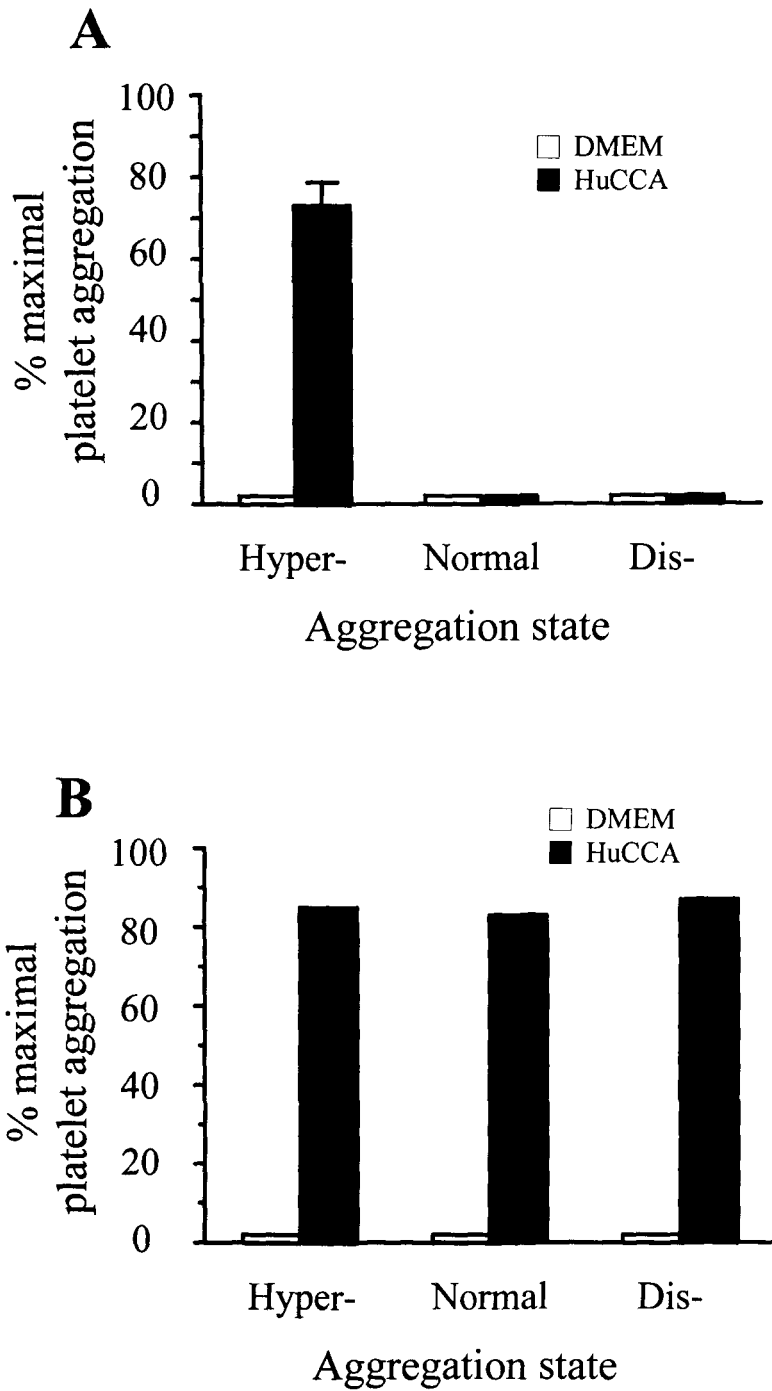 A
% maximal
platelet aggregation
100
80
60
40
20
0
DMEM
HuCCA
Hyper-
Normal
Dis-
Aggregation state
B
% maximal
platelet aggregation
100
80
60
40
20
0
DMEM
HuCCA
Hyper-
Normal
Dis-
Aggregation state